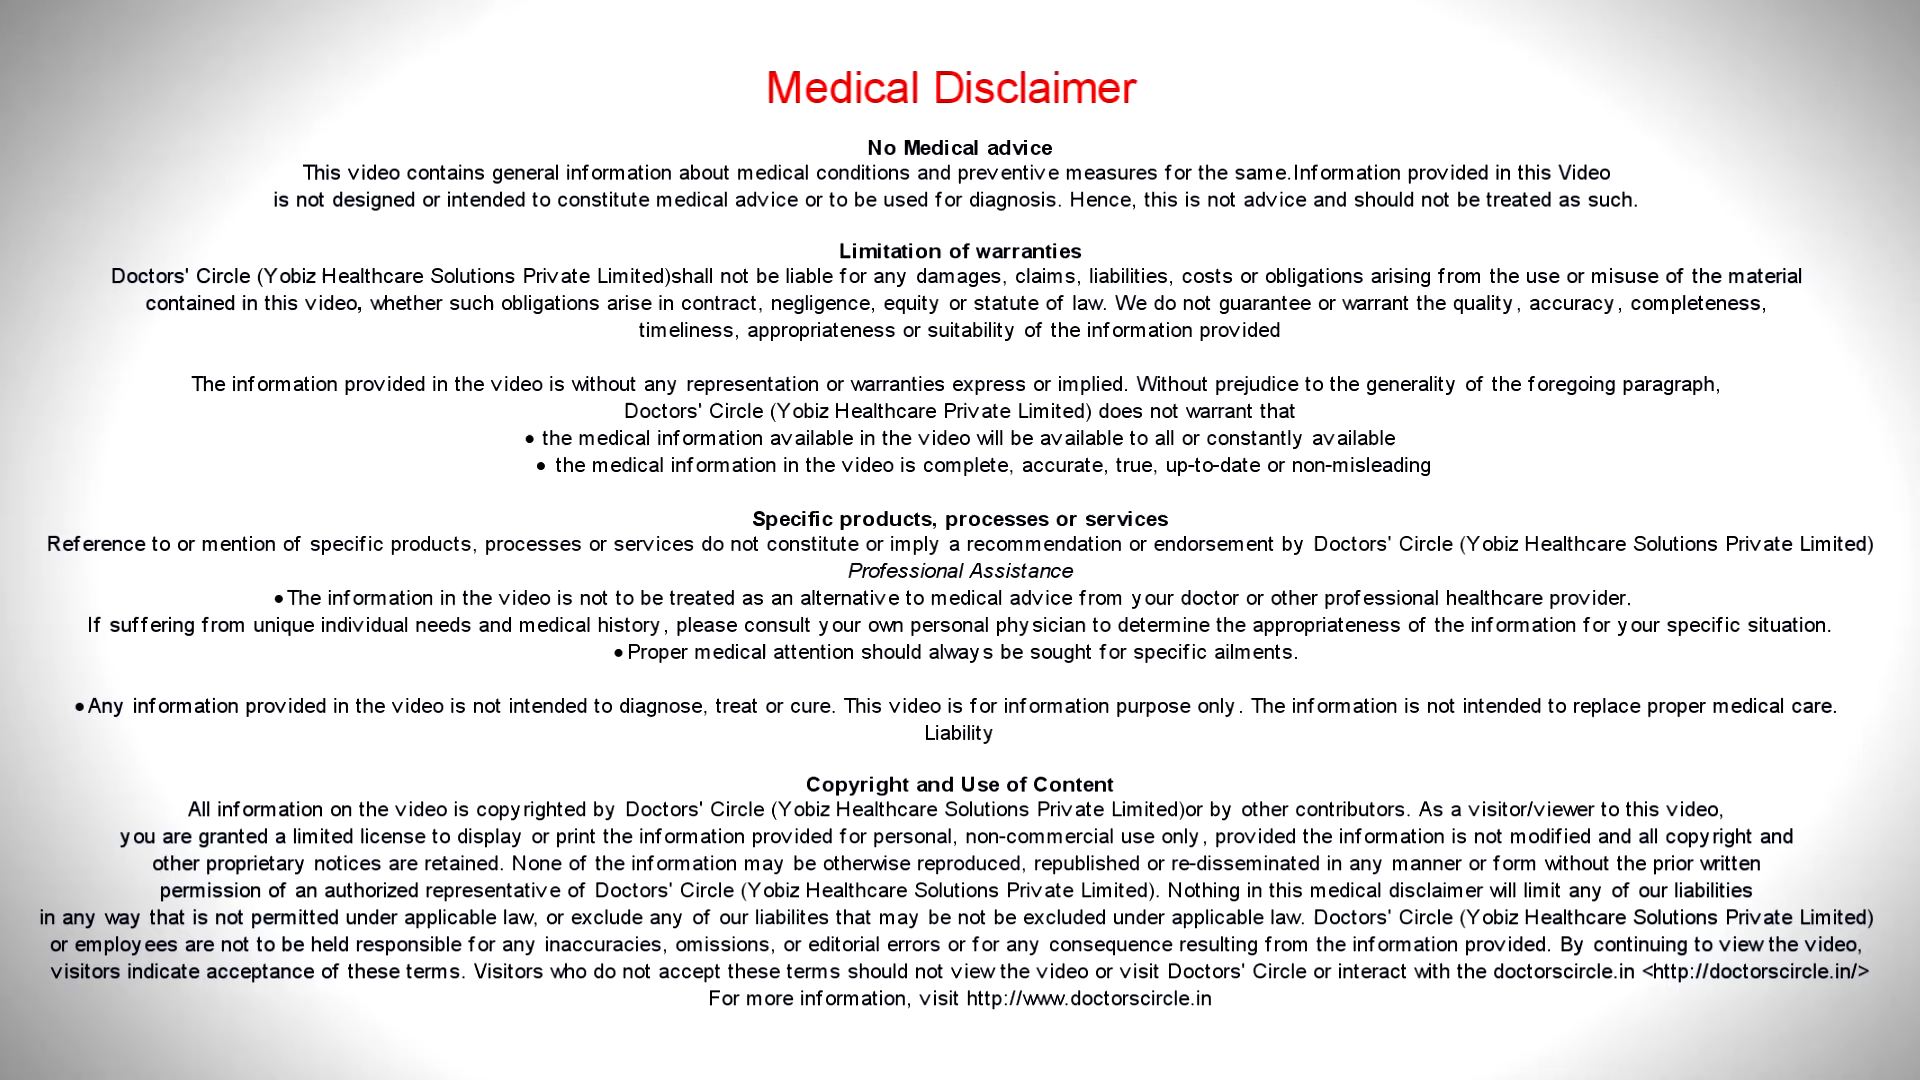 Medical Disclaimer
No Medical advice
This video contains general information about medical conditions and preventive measures for the same.Information provided in this Video
is not designed or intended to constitute medical advice or to be used for diagnosis. Hence, this is not advice and should not be treated as such.
Limitation of warranties
Doctors' Circle (Yobiz Healthcare Solutions Private Limited)shall not be liable for any damages, claims, liabilities, costs or obligations arising from the use or misuse of the material
contained in this video, whether such obligations arise in contract, negligence, equity or statute of law. We do not guarantee or warrant the quality, accuracy, completeness,
timeliness, appropriateness or suitability of the information provided
The information provided in the video is without any representation or warranties express or implied. Without prejudice to the generality of the foregoing paragraph,
Doctors' Circle (Yobiz Healthcare Private Limited) does not warrant that
• the medical information available in the video will be available to all or constantly available
• the medical information in the video is complete, accurate, true, up-to-date or non-misleading
Specific products, processes or services
Reference to or mention of specific products, processes or services do not constitute or imply a recommendation or endorsement by Doctors' Circle (Yobiz Healthcare Solutions Private Limited)
Professional Assistance
•The information in the video is not to be treated as an alternative to medical advice from your doctor or other professional healthcare provider.
If suffering from unique individual needs and medical history, please consult your own personal physician to determine the appropriateness of the information for your specific situation.
•Proper medical attention should always be sought for specific ailments.
•Any information provided in the video is not intended to diagnose, treat or cure. This video is for information purpose only. The information is not intended to replace proper medical care.
Liability
Copyright and Use of Content
All information on the video is copyrighted by Doctors' Circle (Yobiz Healthcare Solutions Private Limited)or by other contributors. As a visitor/viewer to this video,
you are granted a limited license to display or print the information provided for personal, non-commercial use only, provided the information is not modified and all copyright and
other proprietary notices are retained. None of the information may be otherwise reproduced, republished or re-disseminated in any manner or form without the prior written
permission of an authorized representative of Doctors' Circle (Yobiz Healthcare Solutions Private Limited). Nothing in this medical disclaimer will limit any of our liabilities
in any way that is not permitted under applicable law, or exclude any of our liabilites that may be not be excluded under applicable law. Doctors' Circle (Yobiz Healthcare Solutions Private Limited)
or employees are not to be held responsible for any inaccuracies, omissions, or editorial errors or for any consequence resulting from the information provided. By continuing to view the video,
visitors indicate acceptance of these terms. Visitors who do not accept these terms should not view the video or visit Doctors' Circle or interact with the doctorscircle.in <http://doctorscircle.in/>
For more information, visit http://www.doctorscircle.in